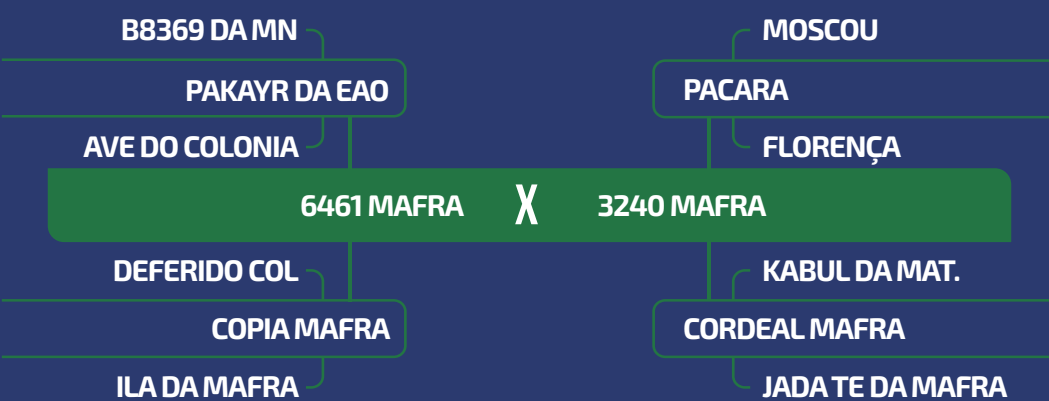 B8369 DA MN
MOSCOU
PAKAYR DA EAO
PACARA
AVE DO COLONIA
FLORENÇA
6461 MAFRA X 3240 MAFRA
DEFERIDO COL
KABUL DA MAT.
COPIA MAFRA
CORDEAL MAFRA
ILA DA MAFRA
JADA TE DA MAFRA